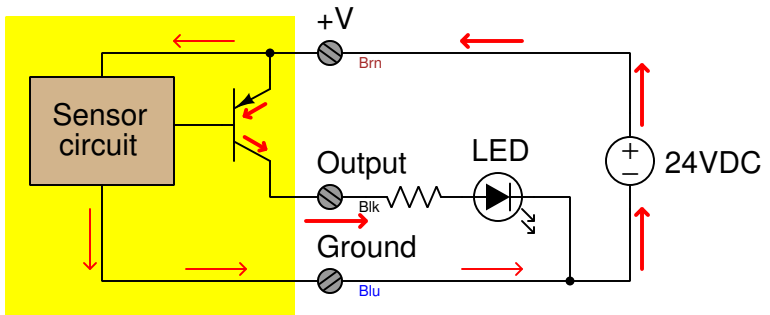 +V
Brn
Sensor
circuit
Output
Blk
LED
+
−
24VDC
Ground
Blu